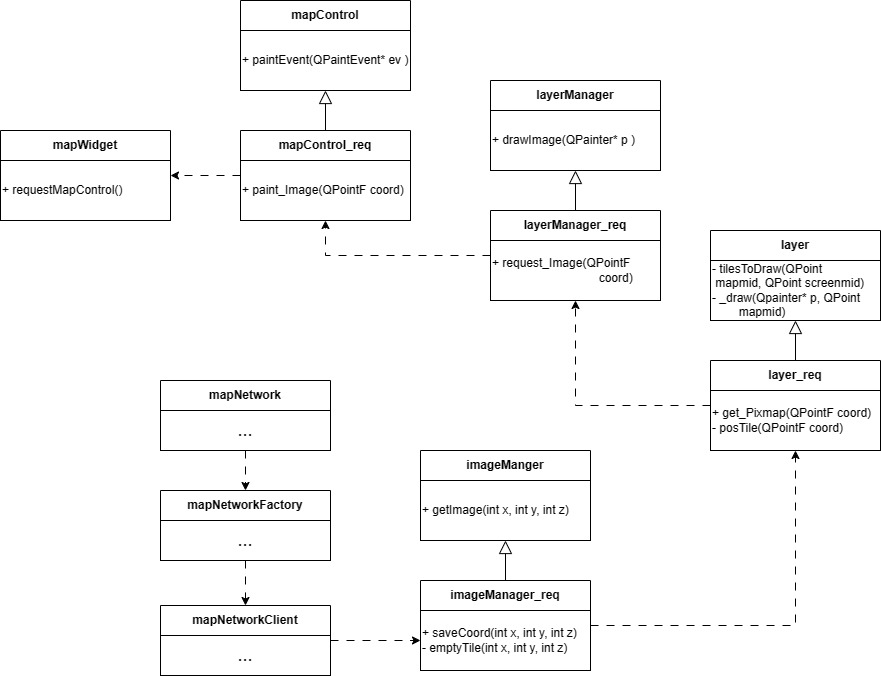 mapControl
+ paintEvent(QPaintEvent* ev )
layerManager
+ drawImage(QPainter* p )
mapWidget
+ requestMapControl()
mapControl_req
+ paint_Image(QPointF coord)
layerManager_req
+ request_Image(QPointF
coord)
layer
- tilesToDraw(QPoint
mapmid, QPoint screenmid)
- _draw(Qpainter* p, QPoint
mapmid)
layer_req
+ get_Pixmap(QPointF coord)
- posTile(QPointF coord)
mapNetwork
...
mapNetworkFactory
...
mapNetworkClient
...
imageManger
+ getImage(int x, int y, int z)
imageManager_req
+ saveCoord(int x, int y, int z)
- emptyTile(int x, int y, int z)